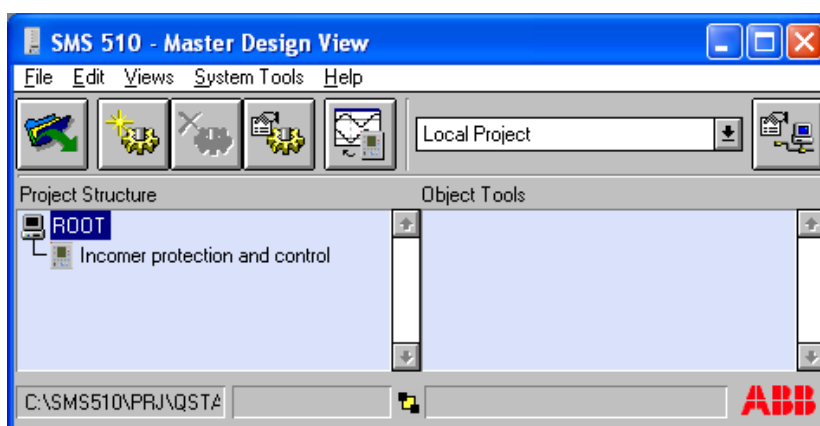 SMS 510 - Master Design View
File Edit Views System Tools Help
Local Project
Project Structure
Object Tools
ROOT
Incomer protection and control
C:\SMS510\PRJ\QSTA
ABB